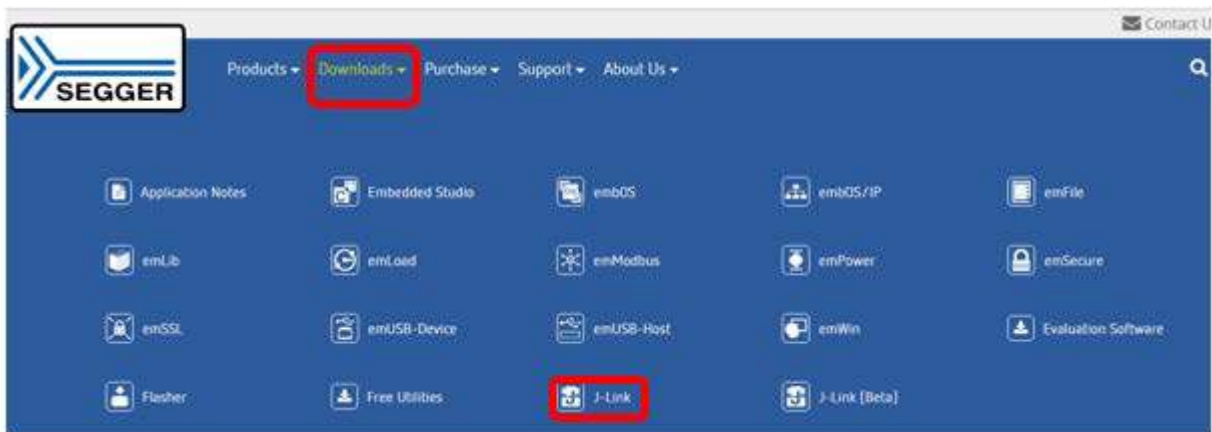 Contact U
SEGGER
Products Downloads Purchase Support About Us
Application Notes Embedded Studio embOS embOS/IP emFile
emLib emLoad emModbus emPower emSecure
emSSL emUSB-Device emUSB-Host emWin Evaluation Software
Flasher Free Utilities J-Link J-Link [Beta]